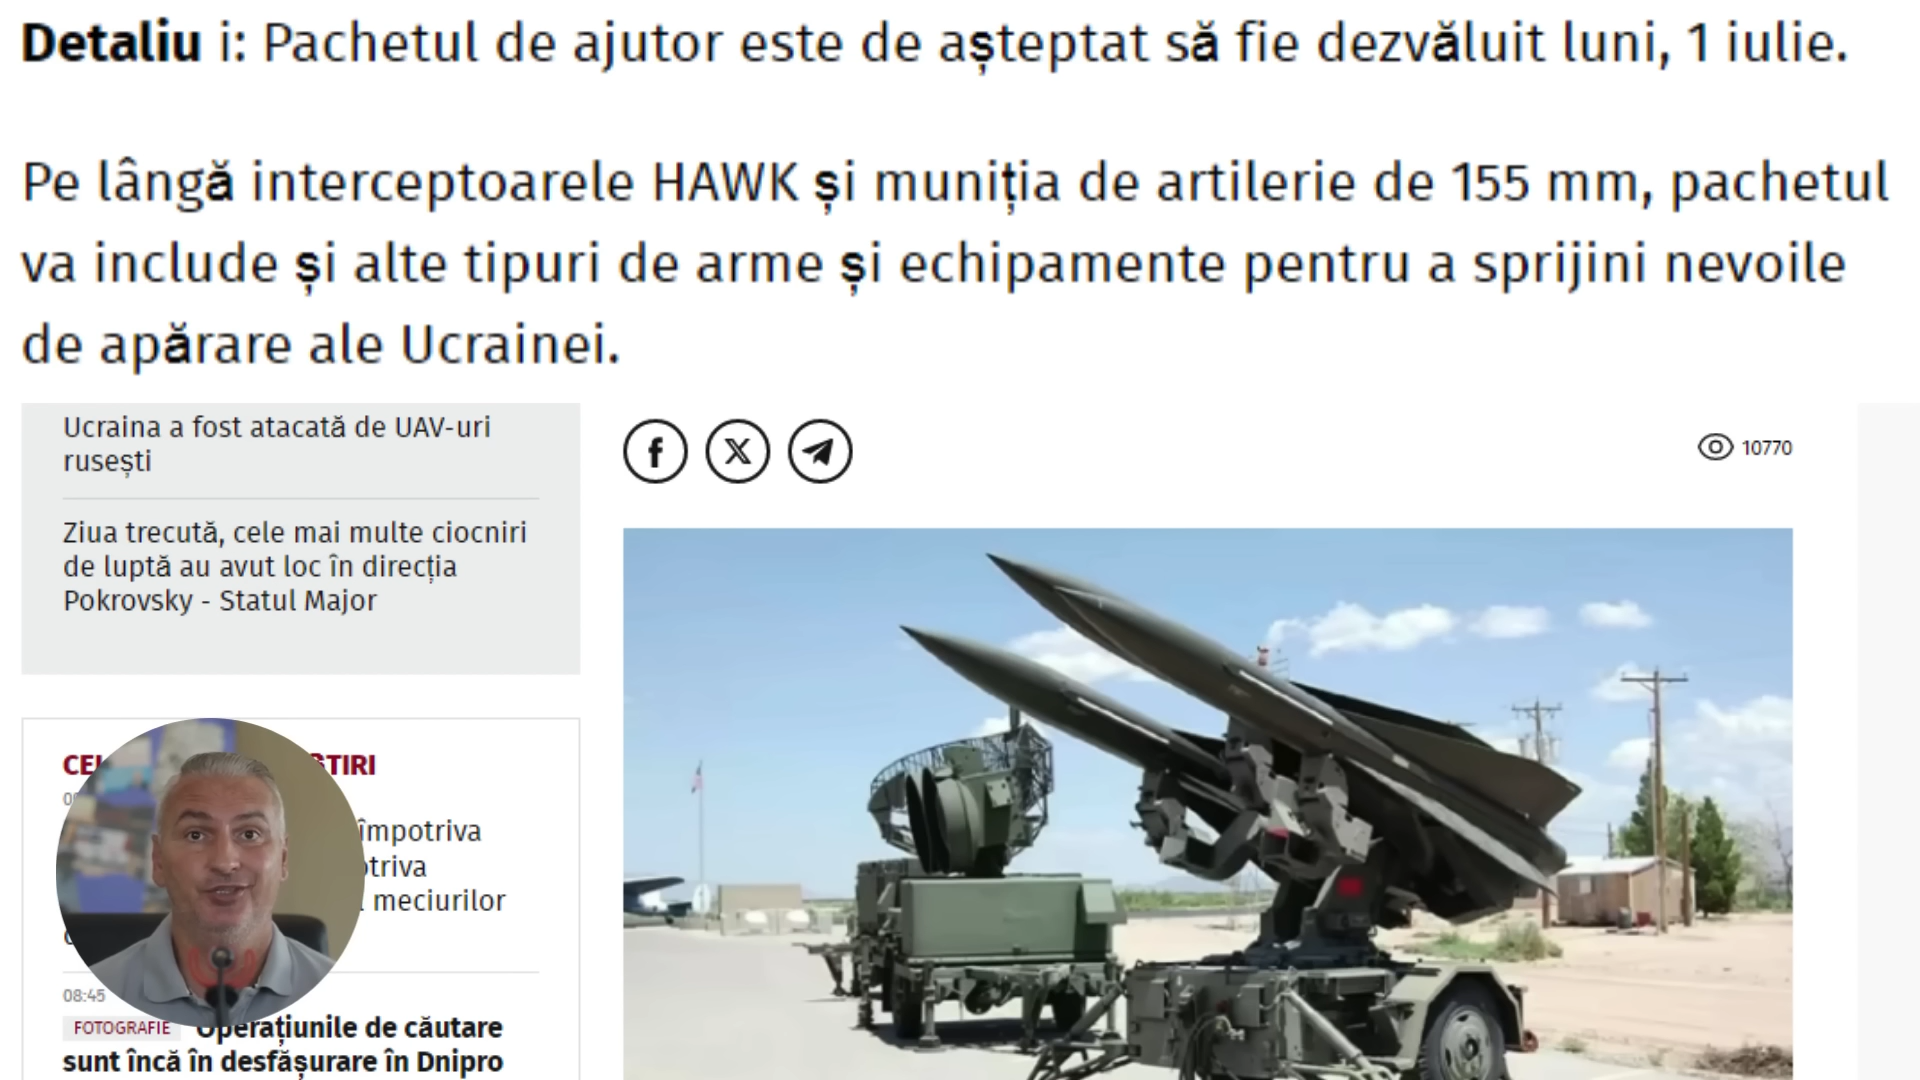 Detaliu i: Pachetul de ajutor este de așteptat să fie dezvăluit luni, 1 iulie.
Pe lângă interceptoarele HAWK și muniția de artilerie de 155 mm, pachetul
va include și alte tipuri de arme și echipamente pentru a sprijini nevoile
de apărare ale Ucrainei.
Ucraina a fost atacată de UAV-uri
rusești
Ziua trecută, cele mai multe ciocniri
de luptă au avut loc în direcția
Pokrovsky - Statul Major
10770
împotriva
meciurilor
08:45
FOTOGRAFIE Operațiunile de căutare
sunt încă în desfășurare în Dnipro